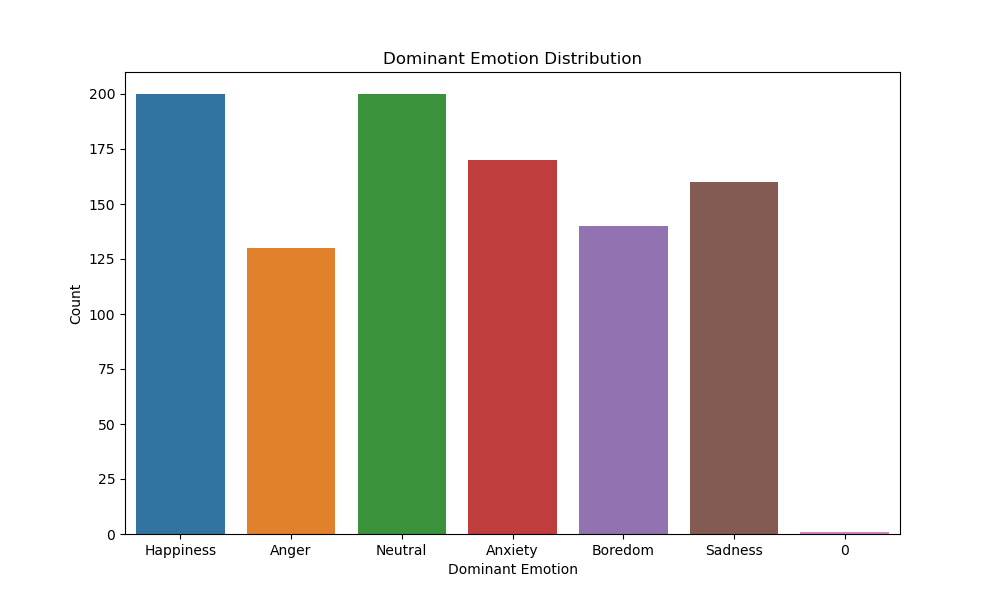 Dominant Emotion Distribution
Count
200
175
150
125
100
75
50
25
0
Happiness Anger Neutral Anxiety Boredom Sadness 0
Dominant Emotion